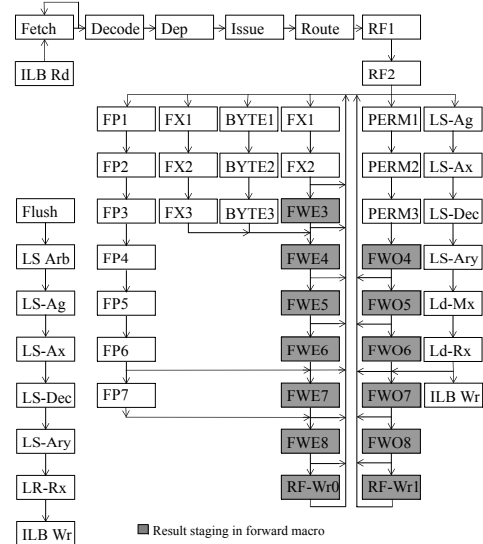 Fetch Decode Dep Issue Route RF1
ILB Rd RF2
FP1 FX1 BYTE1 FX1 PERM1 LS-Ag
FP2 FX2 BYTE2 FX2 PERM2 LS-Ax
Flush FP3 FX3 BYTE3 FWE3 PERM3 LS-Dec
LS Arb FP4 FWE4 FWO4 LS-Ary
LS-Ag FP5 FWE5 FWO5 Ld-Mx
LS-Ax FP6 FWE6 FWO6 Ld-Rx
LS-Dec FP7 FWE7 FWO7 ILB Wr
LS-Ary FWE8 FWO8
LR-Rx RF-Wr0 RF-Wr1
ILB Wr
Result staging in forward macro